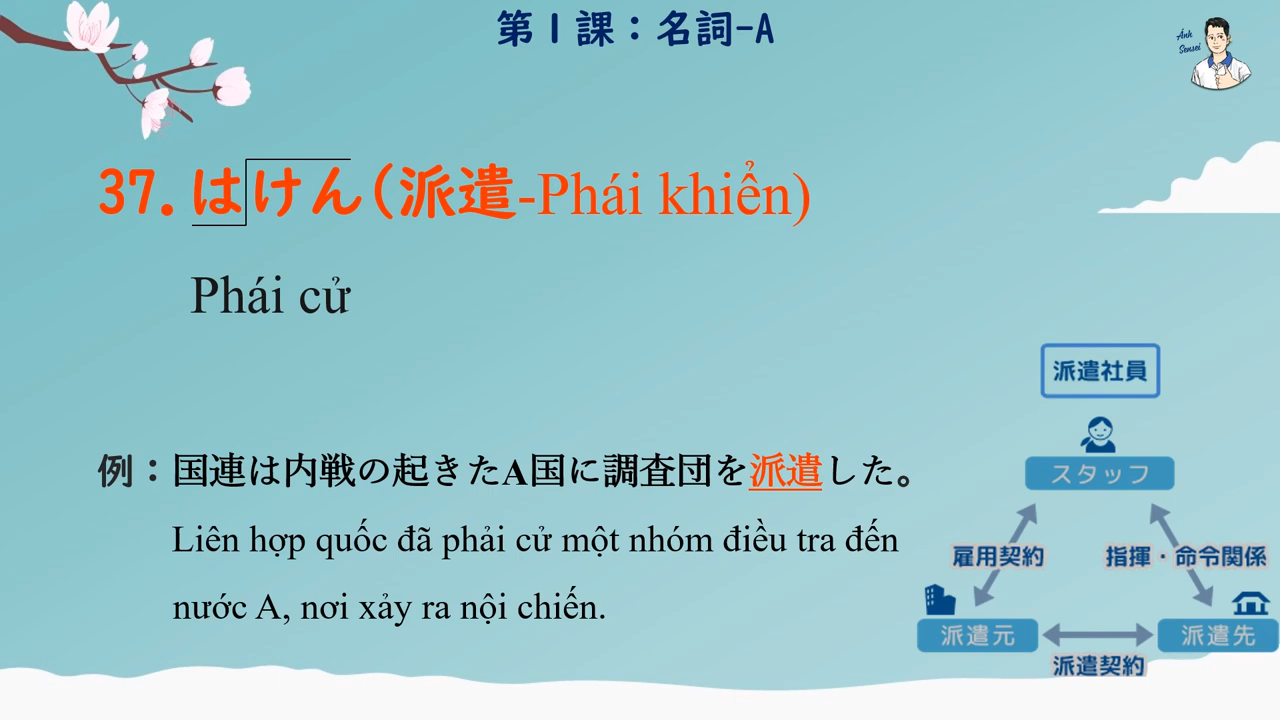 第1課：名詞-A
Anh
Sensei
37. はけん(派遣-Phái khiển)
Phái cử
例：国連は内戦の起きたA国に調査団を派遣した。
Liên hợp quốc đã phải cử một nhóm điều tra đến
nước A, nơi xảy ra nội chiến.
派遣社員
スタッフ
雇用契約
指揮・命令関係
派遣元
派遣先
派遣契約